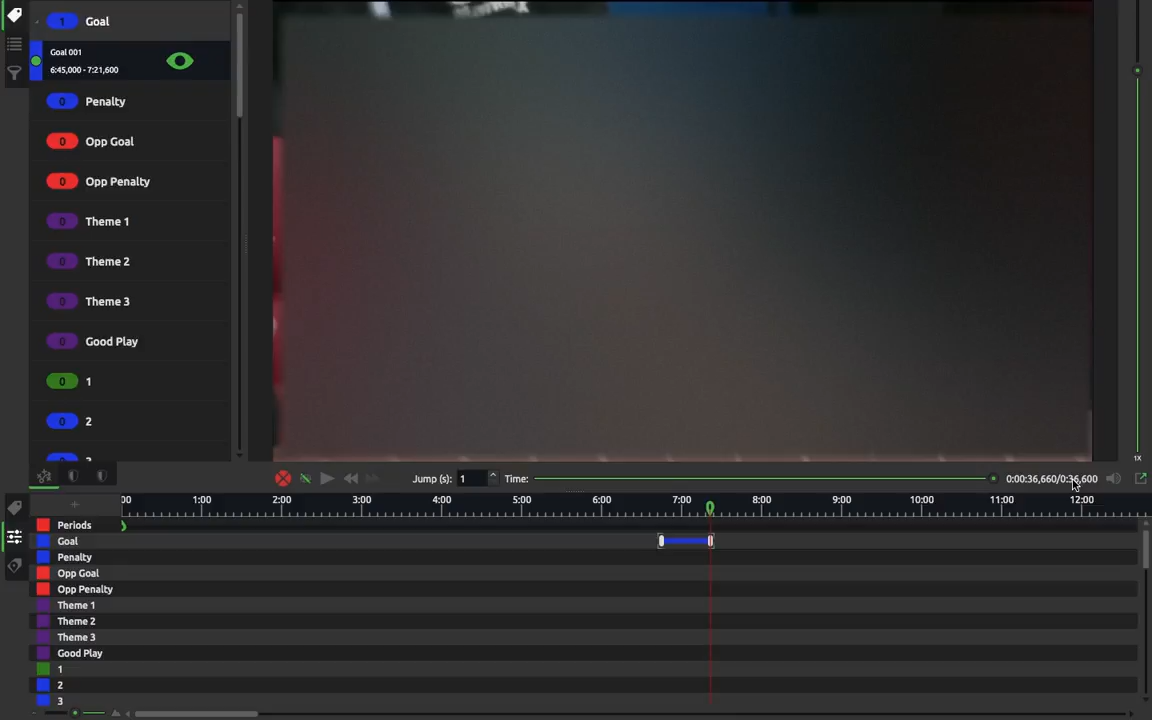 1 Goal
Goal 001
6:45,000 - 7:21,600
0 Penalty
0 Opp Goal
0 Opp Penalty
0 Theme 1
0 Theme 2
0 Theme 3
0 Good Play
0 1
0 2
Jump (s): 1 Time: 0:00:36,660/0:36,600
1X
00 1:00 2:00 3:00 4:00 5:00 6:00 7:00 8:00 9:00 10:00 11:00 12:00
Periods
Goal
Penalty
Opp Goal
Opp Penalty
Theme 1
Theme 2
Theme 3
Good Play
1
2
3